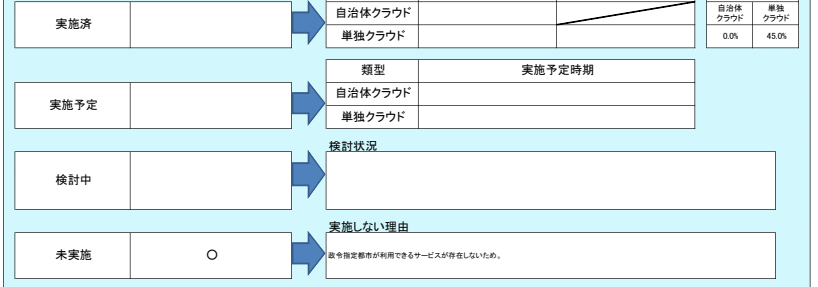 実施済
自治体クラウド
単独クラウド
自治体
クラウド
単独
クラウド
0.0%
45.0%
類型
実施予定時期
実施予定
自治体クラウド
単独クラウド
検討状況
検討中
実施しない理由
未実施
○
政令指定都市が利用できるサービスが存在しないため。